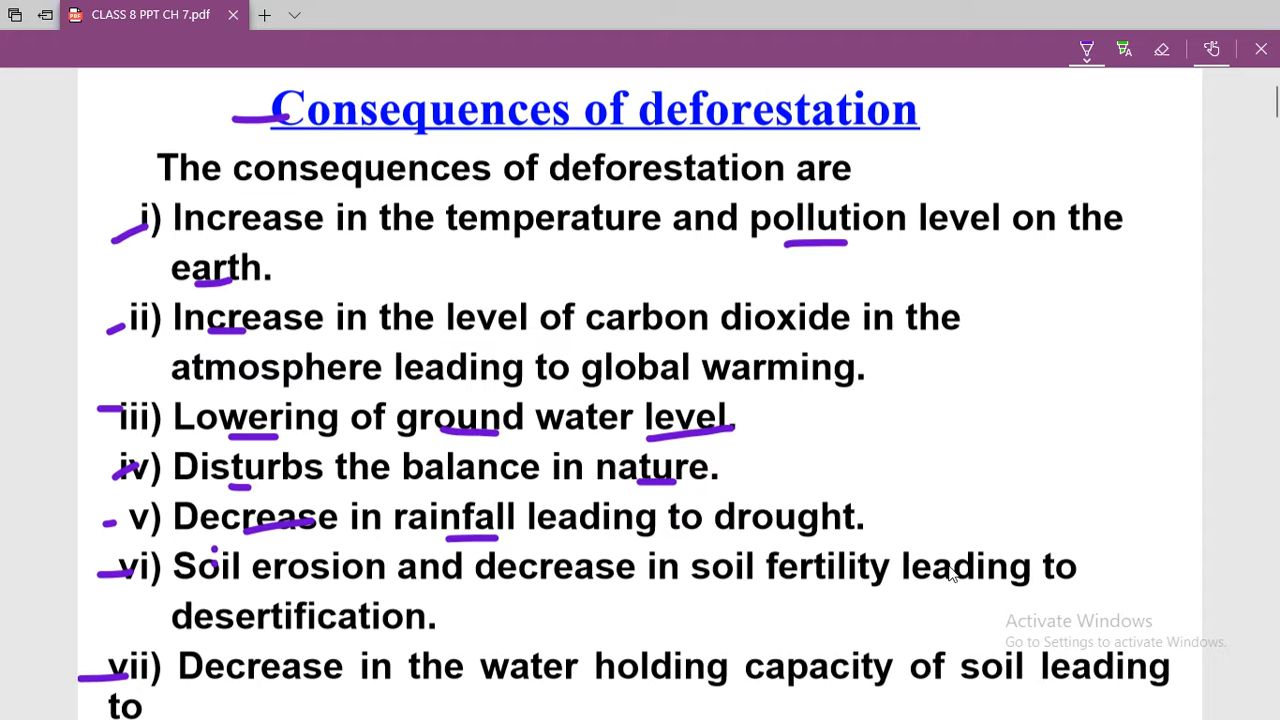 CLASS 8 PPT CH 7.pdf
Consequences of deforestation
The consequences of deforestation are
i) Increase in the temperature and pollution level on the
earth.
ii) Increase in the level of carbon dioxide in the
atmosphere leading to global warming.
iii) Lowering of ground water level.
iv) Disturbs the balance in nature.
v) Decrease in rainfall leading to drought.
vi) Soil erosion and decrease in soil fertility leading to
desertification.
Activate Windows
Go to Settings to activate Windows.
vii) Decrease in the water holding capacity of soil leading
to